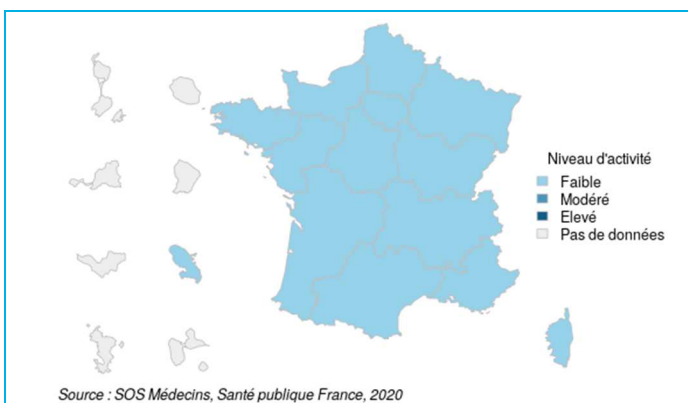 Niveau d'activité
Faible
Modéré
Elevé
Pas de données
Source : SOS Médecins, Santé publique France, 2020